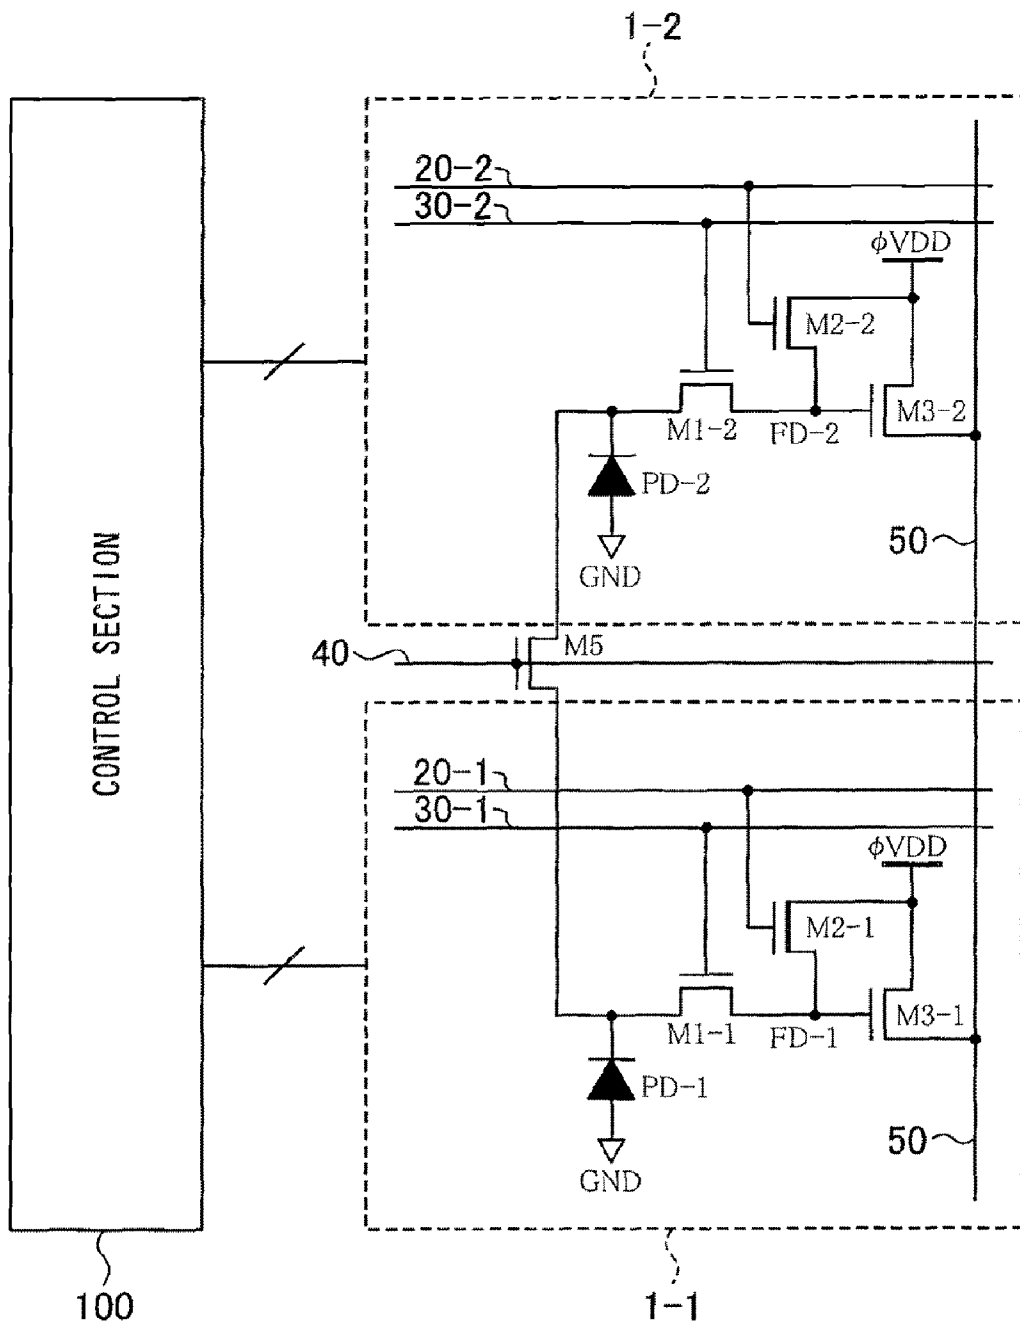 1-2
20-2
30-2
ϕVDD
M2-2
M1-2
FD-2
M3-2
PD-2
50
GND
CONTROL SECTION
40
M5
20-1
30-1
ϕVDD
M2-1
M1-1
FD-1
M3-1
PD-1
50
GND
100
1-1